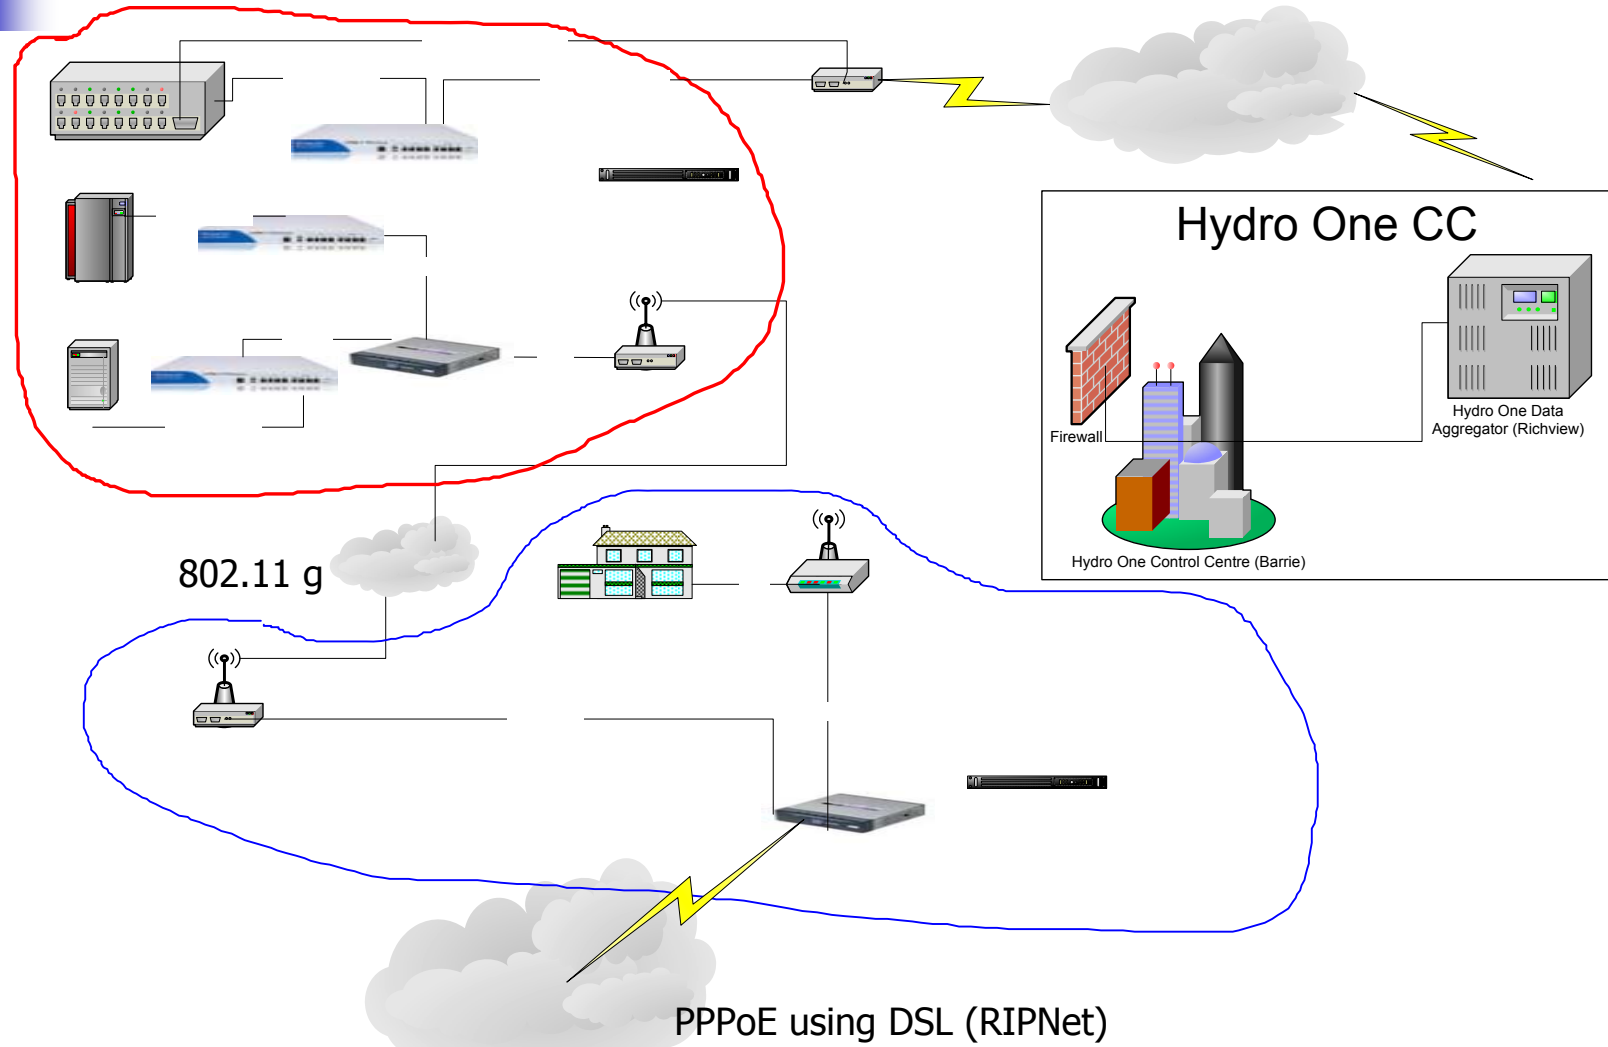 Hydro One CC
Firewall
Hydro One Data
Aggregator (Richview)
Hydro One Control Centre (Barrie)
802.11 g
PPPoE using DSL (RIPNet)